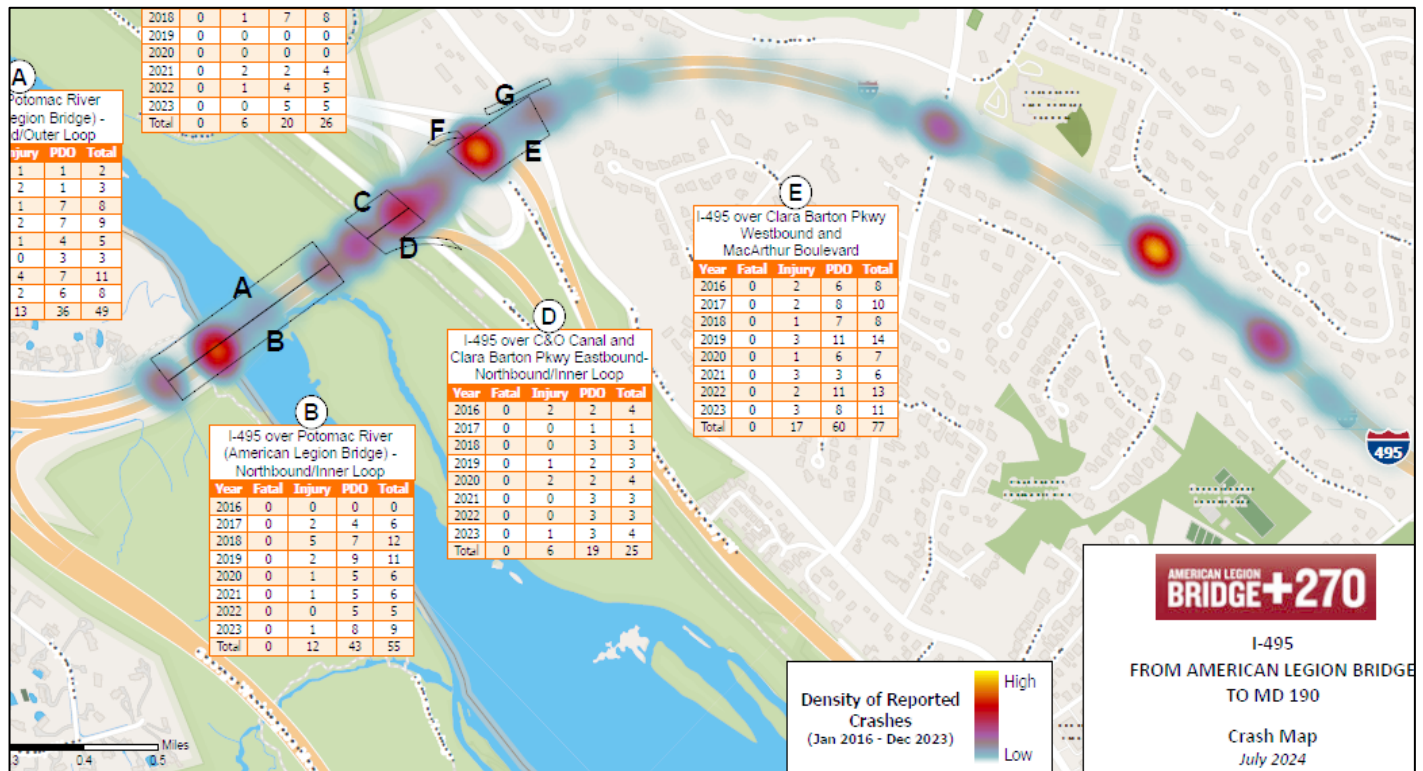 2018 0 1 7 8
2019 0 0 0 0
2020 0 0 0 0
2021 0 2 2 4
2022 0 1 4 5
2023 0 0 5 5
Total 0 6 20 26
A
Potomac River
Legion Bridge) -
d/Outer Loop
njury PDO Total
1 1 2
2 1 3
1 7 8
2 7 9
1 4 5
0 3 3
4 7 11
2 6 8
13 36 49
G
F
E
C
D
A
B
E
I-495 over Clara Barton Pkwy
Westbound and
MacArthur Boulevard
Year Fatal Injury PDO Total
2016 0 2 6 8
2017 0 2 8 10
2018 0 1 7 8
2019 0 3 11 14
2020 0 1 6 7
2021 0 3 3 6
2022 0 2 11 13
2023 0 3 8 11
Total 0 17 60 77
D
I-495 over C&O Canal and
Clara Barton Pkwy Eastbound-
Northbound/Inner Loop
Year Fatal Injury PDO Total
2016 0 2 2 4
2017 0 0 1 1
2018 0 0 3 3
2019 0 1 2 3
2020 0 2 2 4
2021 0 0 3 3
2022 0 0 3 3
2023 0 1 3 4
Total 0 6 19 25
B
I-495 over Potomac River
(American Legion Bridge) -
Northbound/Inner Loop
Year Fatal Injury PDO Total
2016 0 0 0 0
2017 0 2 4 6
2018 0 5 7 12
2019 0 2 9 11
2020 0 1 5 6
2021 0 1 5 6
2022 0 0 5 5
2023 0 1 8 9
Total 0 12 43 55
495
Miles
0.4 0.5
Density of Reported
Crashes
(Jan 2016 - Dec 2023)
High
Low
AMERICAN LEGION
BRIDGE+270
I-495
FROM AMERICAN LEGION BRIDGE
TO MD 190
Crash Map
July 2024